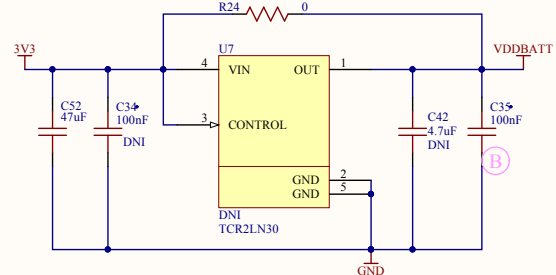 R24 0
3V3
VDDBATT
U7
4 VIN OUT 1
C52
47uF
C34
100nF
DNI
3 CONTROL
C42
4.7uF
DNI
C35
100nF
B
GND 2
GND 5
DNI
TCR2LN30
GND